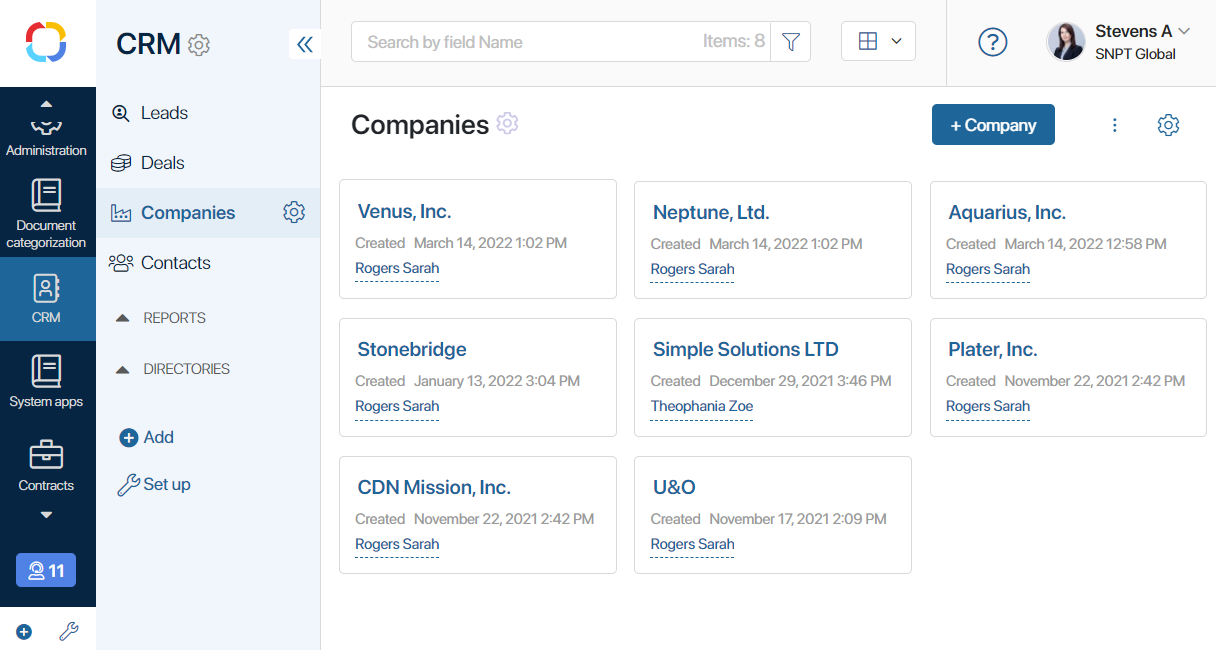 CRM
Search by field Name
Items: 8
?
Stevens A
SNPT Global
Administration
Document
categorization
CRM
System apps
Contracts
11
Leads
Deals
Companies
Contacts
REPORTS
DIRECTORIES
Add
Set up
Companies
+ Company
Venus, Inc.
Created March 14, 2022 1:02 PM
Rogers Sarah
Neptune, Ltd.
Created March 14, 2022 1:02 PM
Rogers Sarah
Aquarius, Inc.
Created March 14, 2022 12:58 PM
Rogers Sarah
Stonebridge
Created January 13, 2022 3:04 PM
Rogers Sarah
Simple Solutions LTD
Created December 29, 2021 3:46 PM
Theophania Zoe
Plater, Inc.
Created November 22, 2021 2:42 PM
Rogers Sarah
CDN Mission, Inc.
Created November 22, 2021 2:42 PM
Rogers Sarah
U&O
Created November 17, 2021 2:09 PM
Rogers Sarah